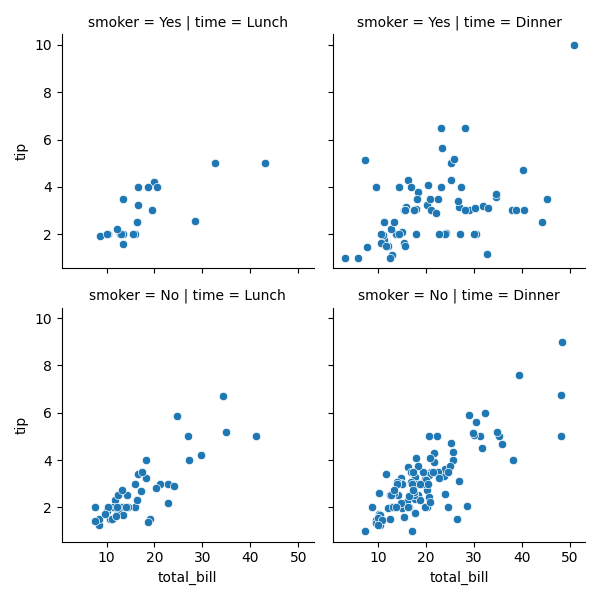 smoker = Yes | time = Lunch
smoker = Yes | time = Dinner
10
8
6
4
2
tip
smoker = No | time = Lunch
smoker = No | time = Dinner
10
8
6
4
2
tip
10 20 30 40 50
10 20 30 40 50
total_bill
total_bill